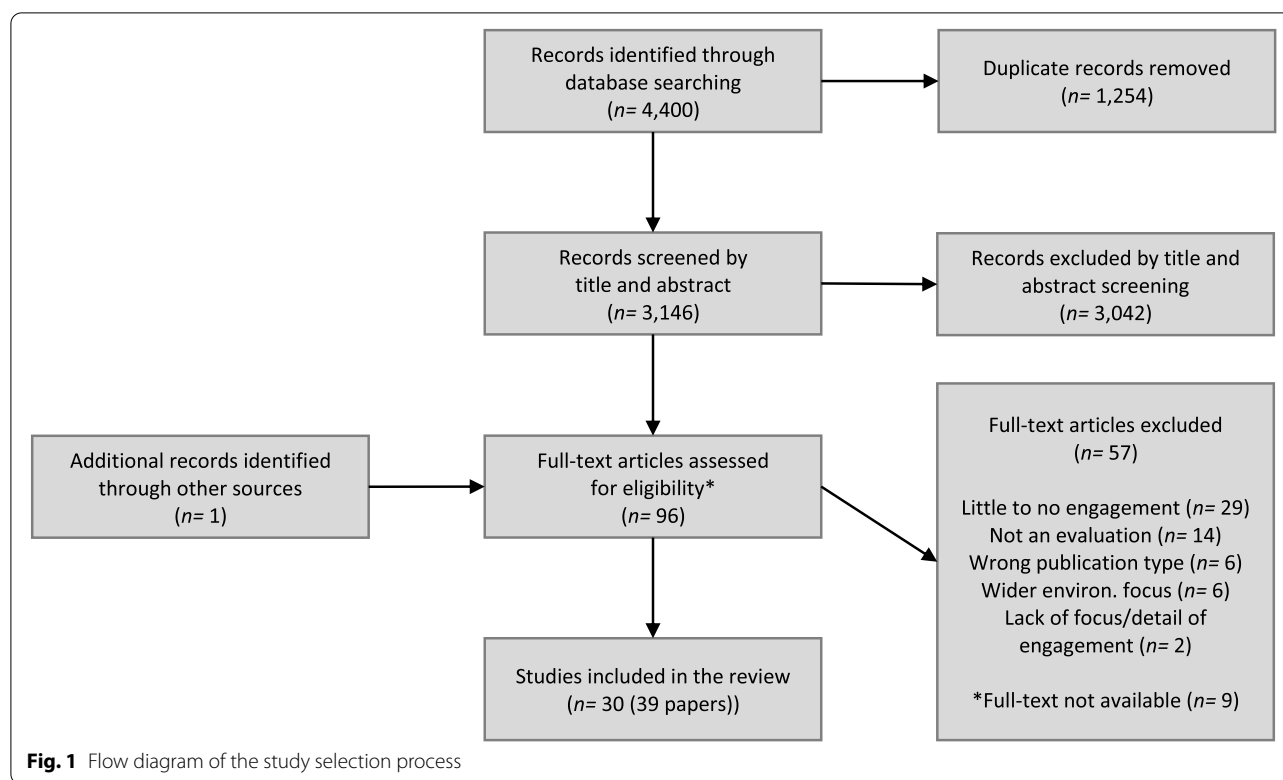 Records identified through
database searching
(n= 4,400)
Duplicate records removed
(n= 1,254)
Records screened by
title and abstract
(n= 3,146)
Records excluded by title and
abstract screening
(n= 3,042)
Additional records identified
through other sources
(n= 1)
Full-text articles assessed
for eligibility*
(n= 96)
Full-text articles excluded
(n= 57)
Little to no engagement (n= 29)
Not an evaluation (n= 14)
Wrong publication type (n= 6)
Wider environ. focus (n= 6)
Lack of focus/detail of
engagement (n= 2)
*Full-text not available (n= 9)
Studies included in the review
(n= 30 (39 papers))
Fig. 1 Flow diagram of the study selection process